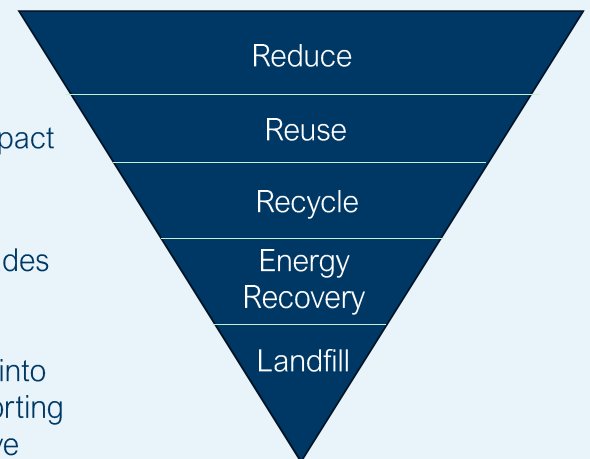 Reduce
Reuse
pact
Recycle
des
Energy
Recovery
Landfill
into
orting
ve